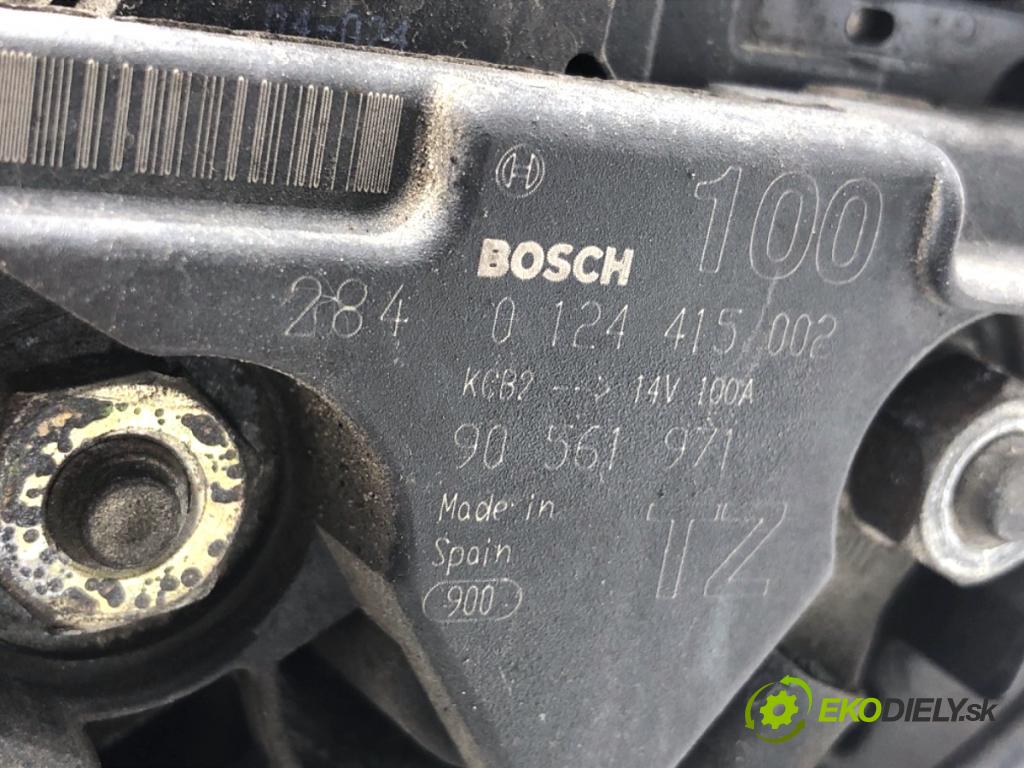 100
BOSCH
284 0 124 415 002
KCB2 --> 14V 100A
90 561 971
Made in
Spain
TZ
900
EKODIELY.sk